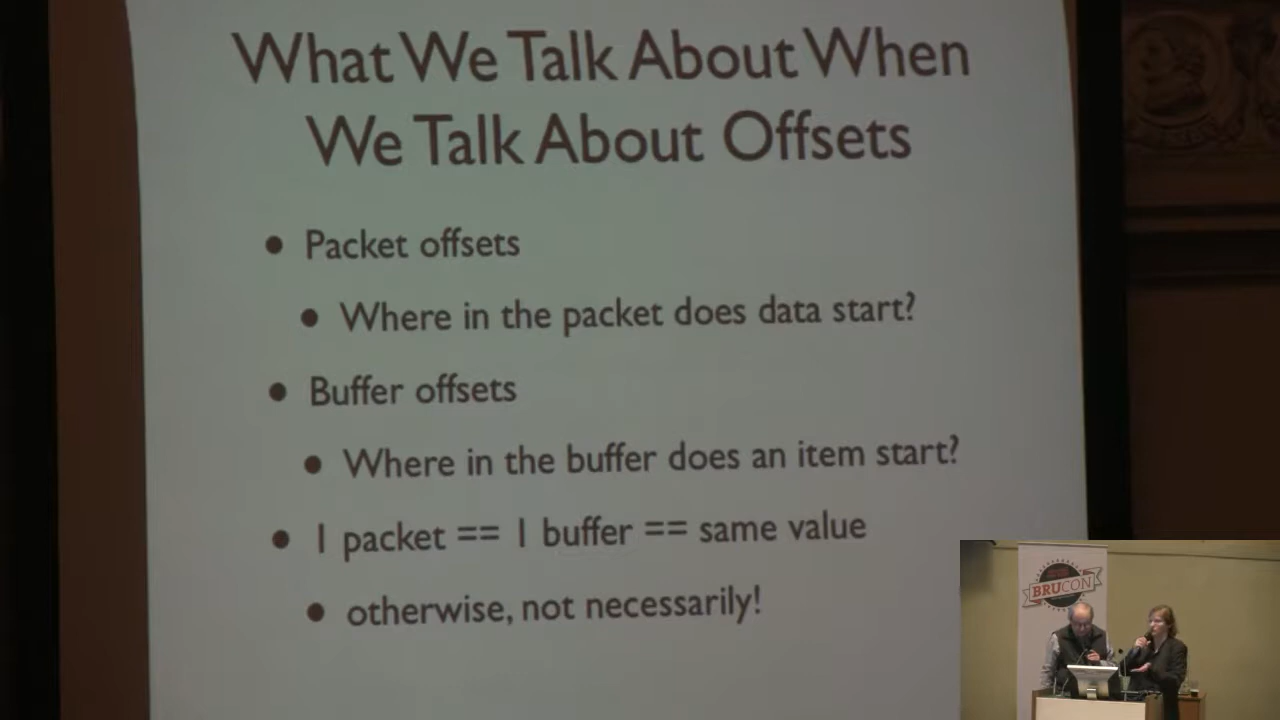 What We Talk About When
We Talk About Offsets
Packet offsets
Where in the packet does data start?
Buffer offsets
Where in the buffer does an item start?
1 packet == 1 buffer == same value
otherwise, not necessarily!
BRUCON